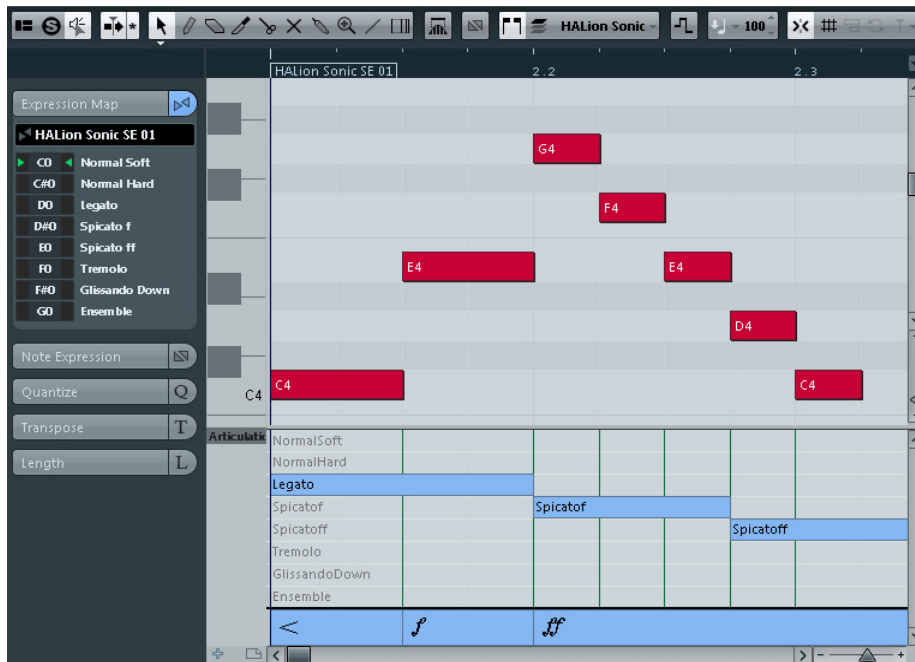 HALion Sonic
100
HALion Sonic SE 01
2.2
2.3
Expression Map
HALion Sonic SE 01
C0 Normal Soft
C#0 Normal Hard
D0 Legato
D#0 Spicato f
E0 Spicato ff
F0 Tremolo
F#0 Glissando Down
G0 Ensemble
Note Expression
Quantize Q
Transpose T
Length L
G4
F4
E4
E4
D4
C4
C4
C4
Articulatic
NormalSoft
NormalHard
Legato
Spicatof
Spicatof
Spicatoff
Spicatoff
Tremolo
GlissandoDown
Ensemble
< f ff